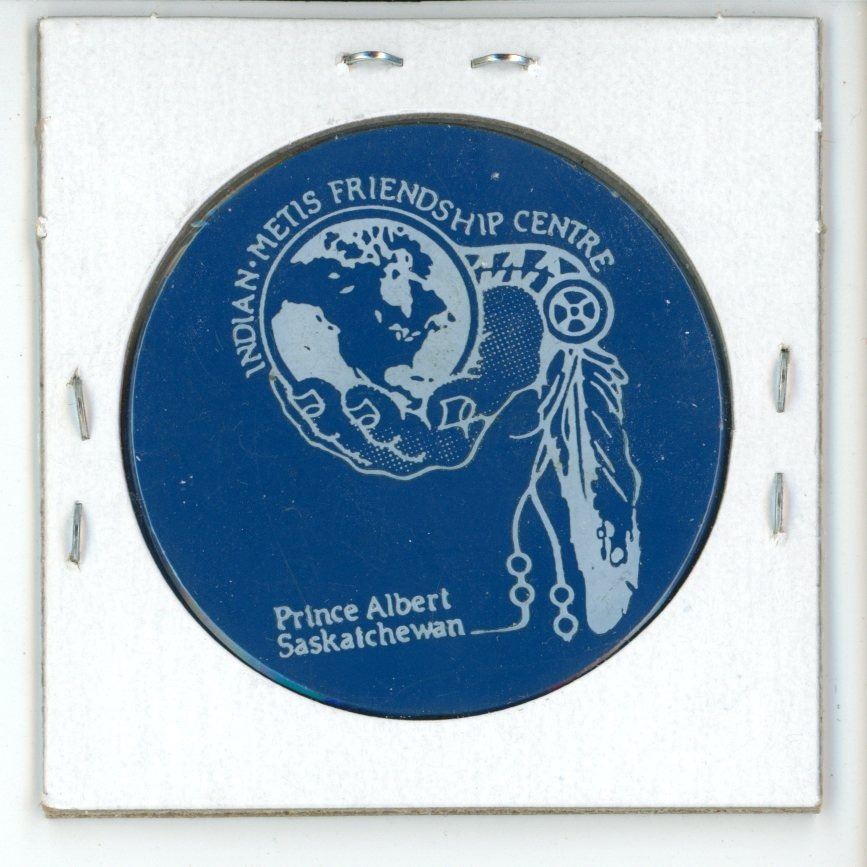 INDIAN·METIS FRIENDSHIP CENTRE
Prince Albert
Saskatchewan